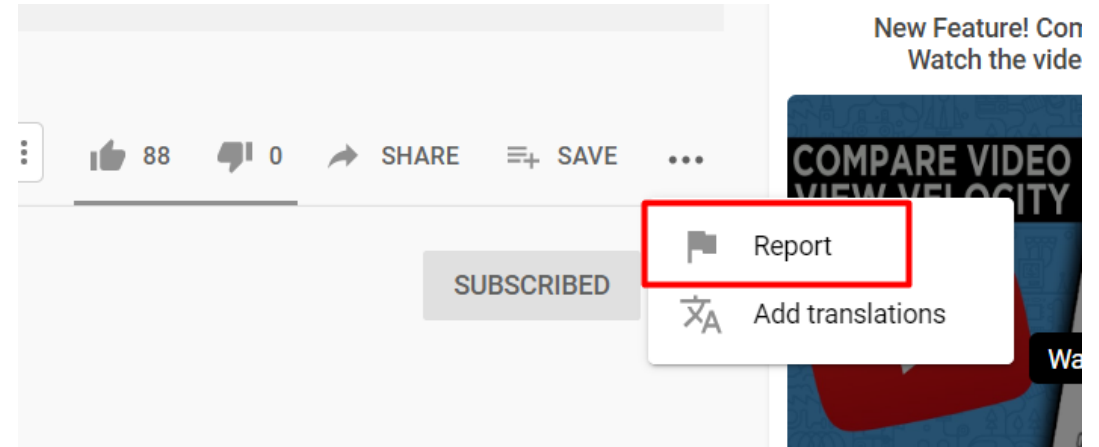 New Feature! Com
Watch the vide
88
0
SHARE
SAVE
COMPARE VIDEO
VIEW VELOCITY
Report
SUBSCRIBED
Add translations
Wa